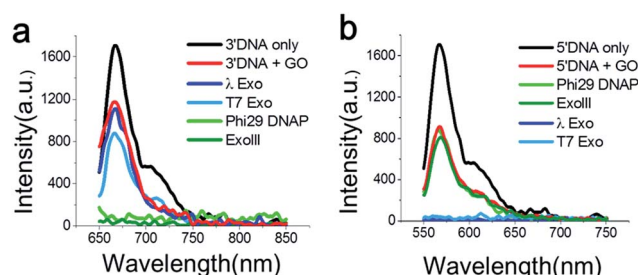 a
3'DNA only
3'DNA + GO
λ Exo
T7 Exo
Phi29 DNAP
ExoIII
Intensity(a.u.)
1600
1200
800
400
0
650 700 750 800 850
Wavelength(nm)
b
5'DNA only
5'DNA + GO
Phi29 DNAP
ExoIII
λ Exo
T7 Exo
Intensity(a.u.)
1600
1200
800
400
0
550 600 650 700 750
Wavelength(nm)